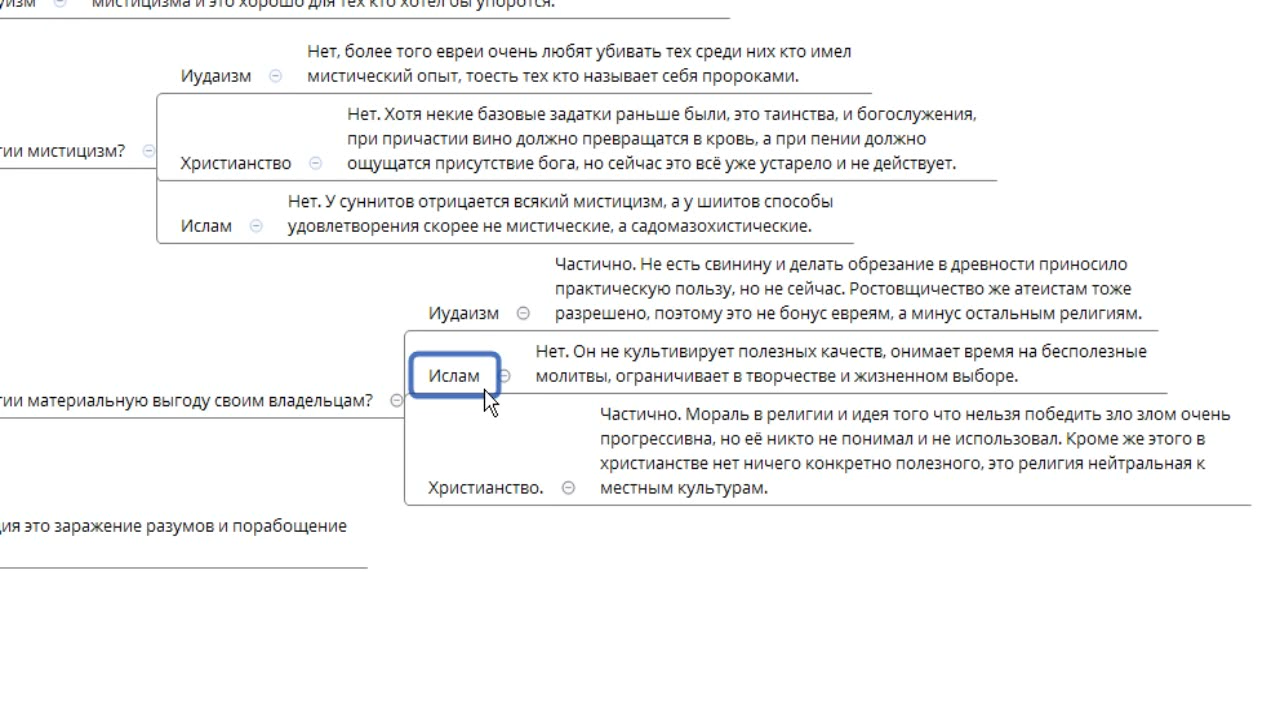 мистицизма и это хорошо для тех кто хотел бы упоротся.
Нет, более того евреи очень любят убивать тех среди них кто имел
Иудаизм
мистический опыт, тоесть тех кто называет себя пророками.
Нет. Хотя некие базовые задатки раньше были, это таинства, и богослужения,
при причастии вино должно превращатся в кровь, а при пении должно
мистицизм?
Христианство
ощущатся присутствие бога, но сейчас это всё уже устарело и не действует.
Нет. У суннитов отрицается всякий мистицизм, а у шиитов способы
Ислам
удовлетворения скорее не мистические, а садомазохистические.
Частично. Не есть свинину и делать обрезание в древности приносило
практическую пользу, но не сейчас. Ростовщичество же атеистам тоже
Иудаизм
разрешено, поэтому это не бонус евреям, а минус остальным религиям.
Нет. Он не культивирует полезных качеств, онимает время на бесполезные
Ислам
молитвы, ограничивает в творчестве и жизненном выборе.
материальную выгоду своим владельцам?
Частично. Мораль в религии и идея того что нельзя победить зло злом очень
прогрессивна, но её никто не понимал и не использовал. Кроме же этого в
христианстве нет ничего конкретно полезного, это религия нейтральная к
Христианство.
местным культурам.
это заражение разумов и порабощение